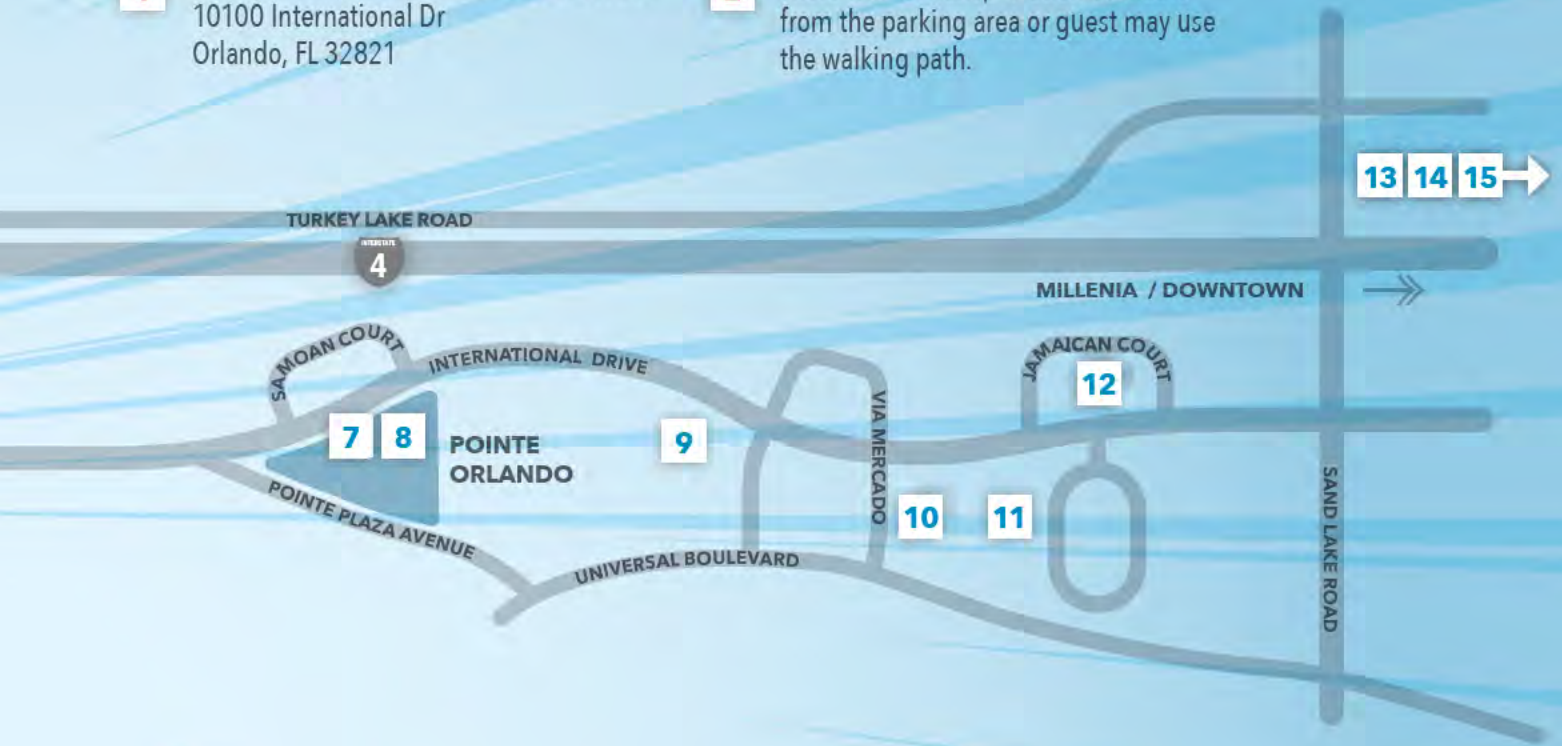 10100 International Dr
Orlando, FL 32821
from the parking area or guest may use
the walking path.
13 14 15
TURKEY LAKE ROAD
INTERSTATE
4
MILLENIA / DOWNTOWN
SAMOAN COURT
INTERNATIONAL DRIVE
JAMAICAN COURT
12
7 8
POINTE
ORLANDO
9
VIA MERCADO
10
11
SAND LAKE ROAD
POINTE PLAZA AVENUE
UNIVERSAL BOULEVARD